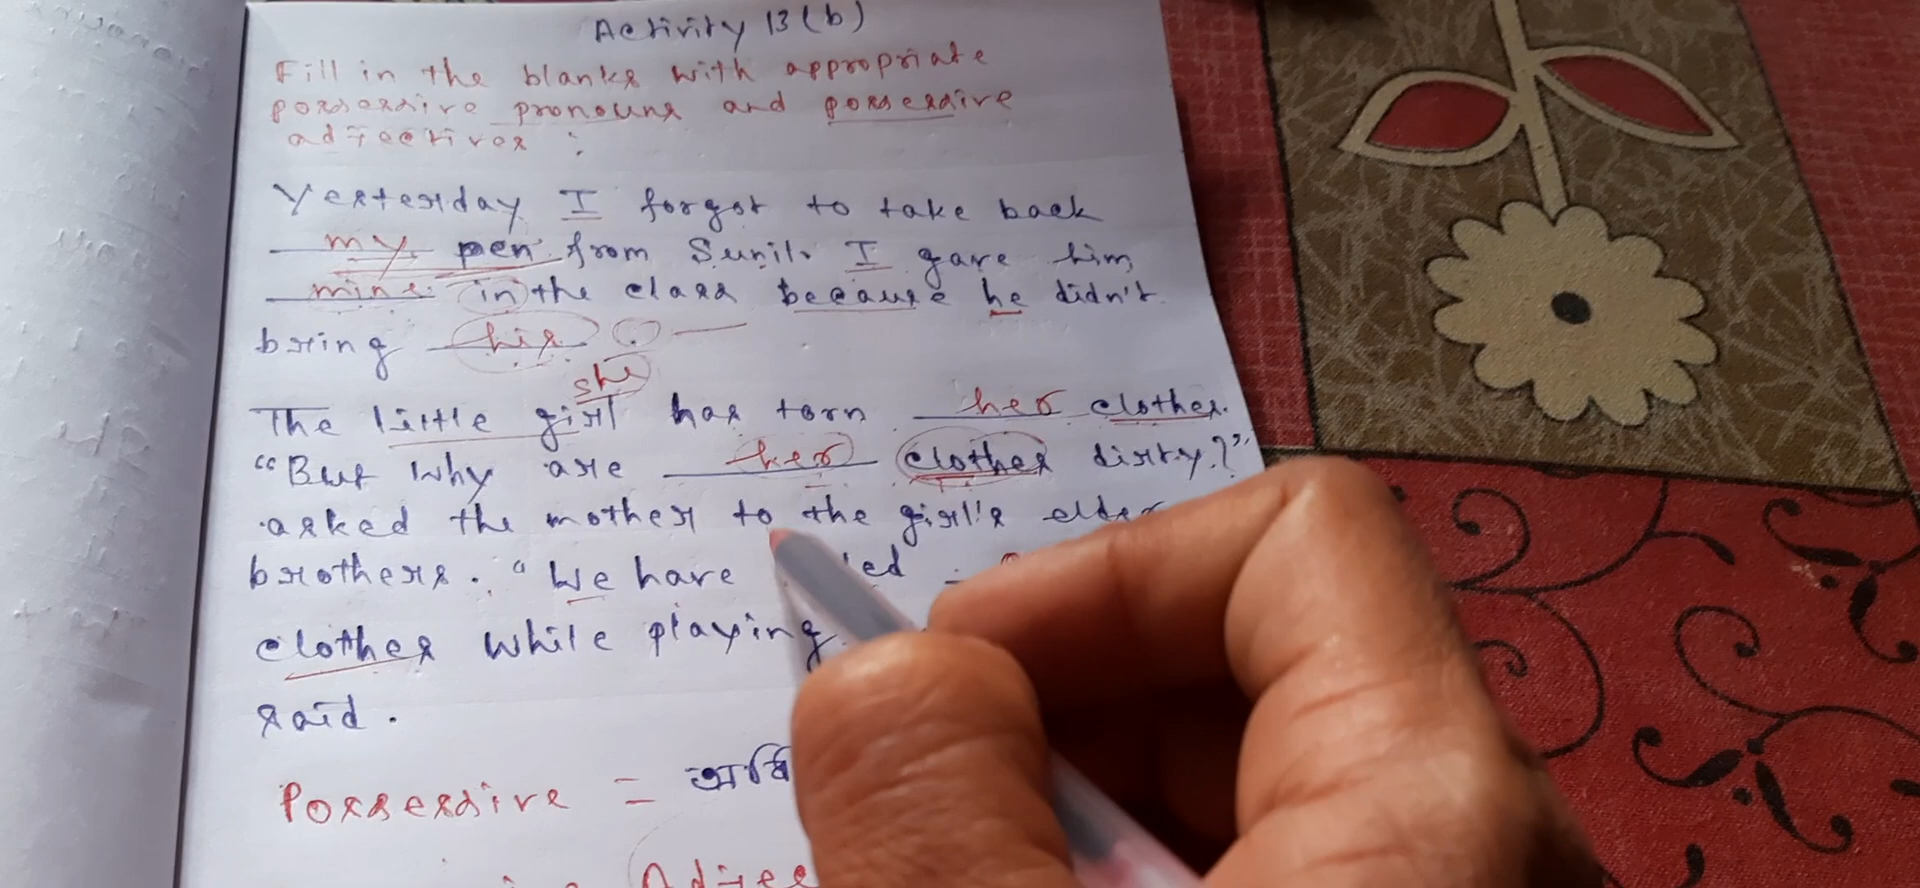 Activity 13 (b)
Fill in the blanks with appropriate
possessive pronouns and possessive
adjectives :
Yesterday I forgot to take back
my pen from Sunil. I gave him
mine in the class because he didn't
bring his .
she
The little girl has torn her clothes.
"But why are her clothes dirty?"
asked the mother to the girl's elder
brothers. "We have
clothes while playing
said.
Possessive =